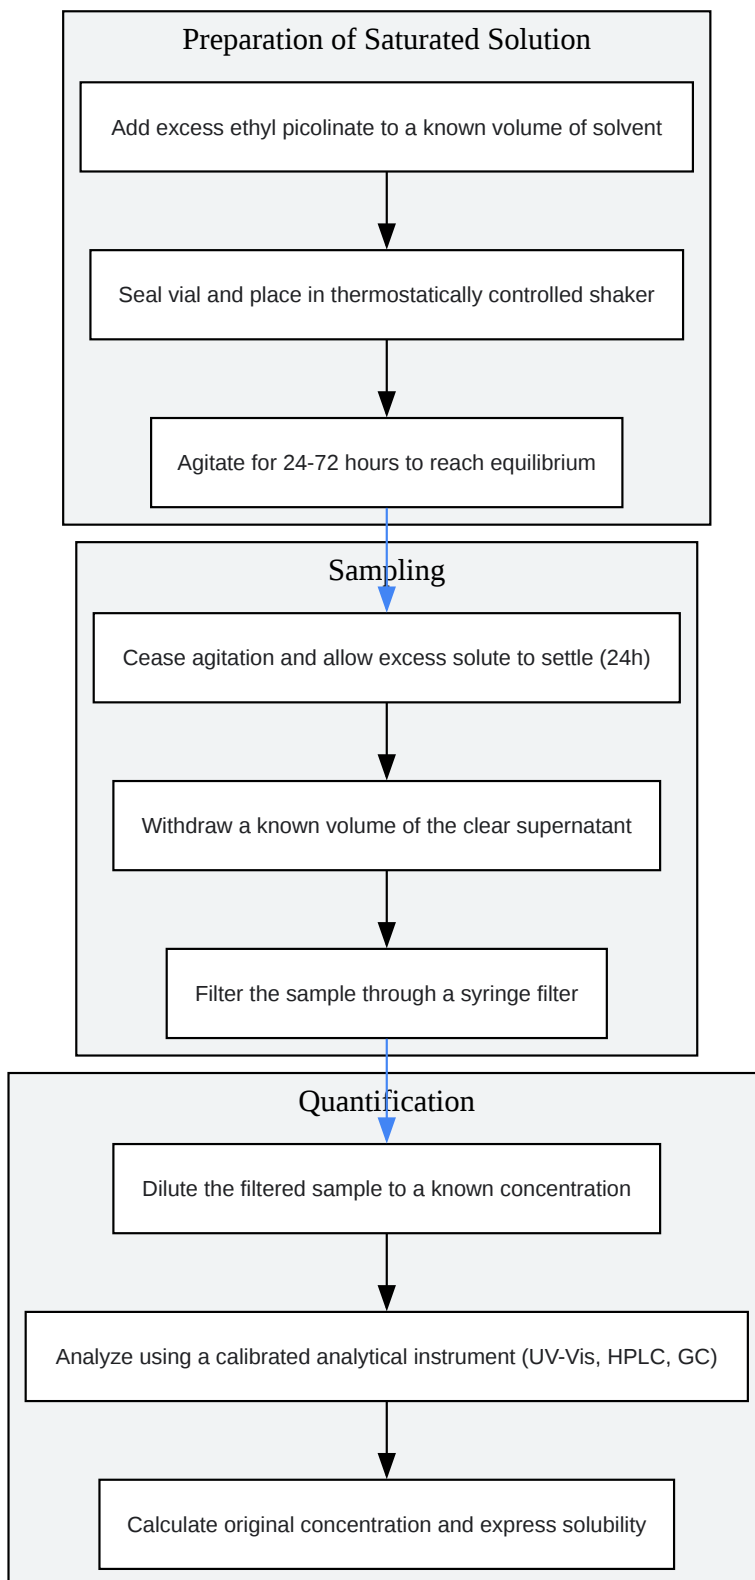 Preparation of Saturated Solution
Add excess ethyl picolinate to a known volume of solvent
Seal vial and place in thermostatically controlled shaker
Agitate for 24-72 hours to reach equilibrium
Sampling
Cease agitation and allow excess solute to settle (24h)
Withdraw a known volume of the clear supernatant
Filter the sample through a syringe filter
Quantification
Dilute the filtered sample to a known concentration
Analyze using a calibrated analytical instrument (UV-Vis, HPLC, GC)
Calculate original concentration and express solubility